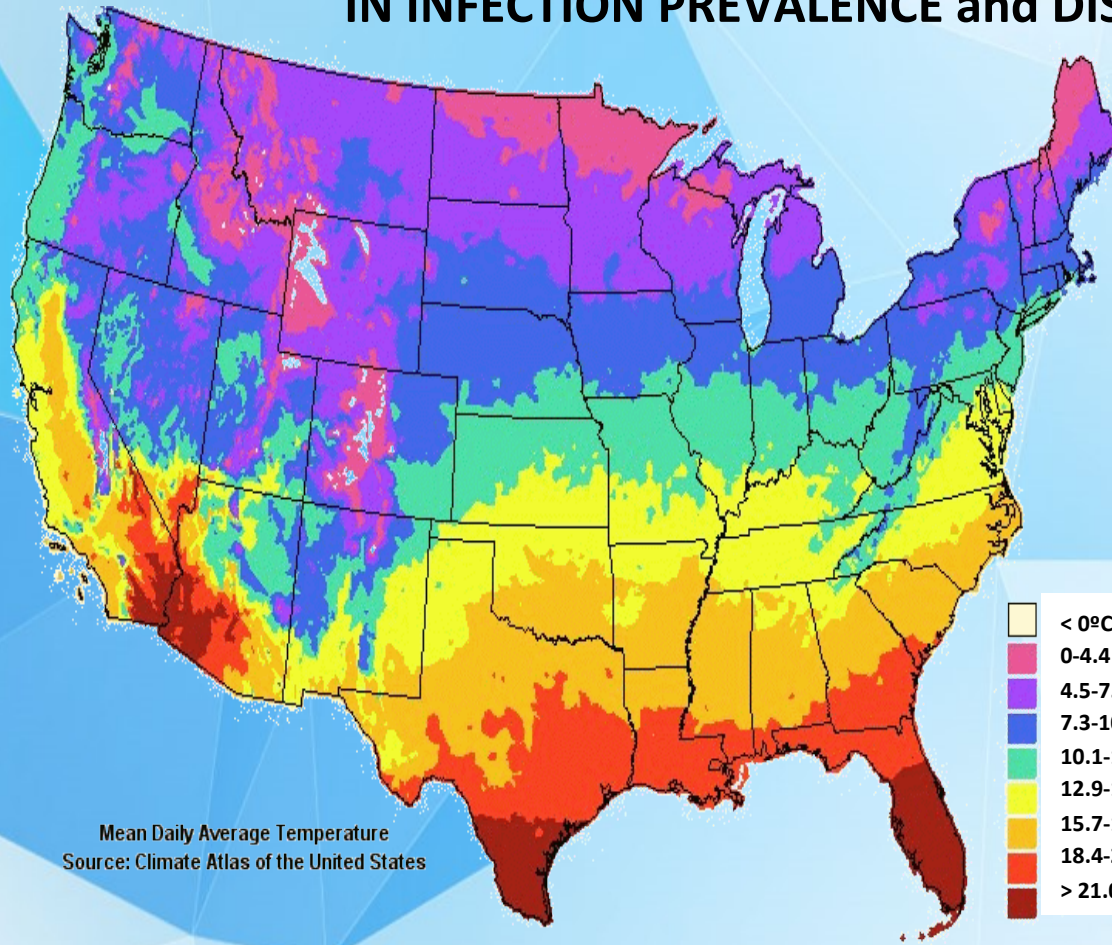 IN INFECTION PREVALENCE and DIS
< 0ºC
0-4.4
4.5-7
7.3-10
10.1-
12.9-
15.7-
18.4-
> 21.
Mean Daily Average Temperature
Source: Climate Atlas of the United States